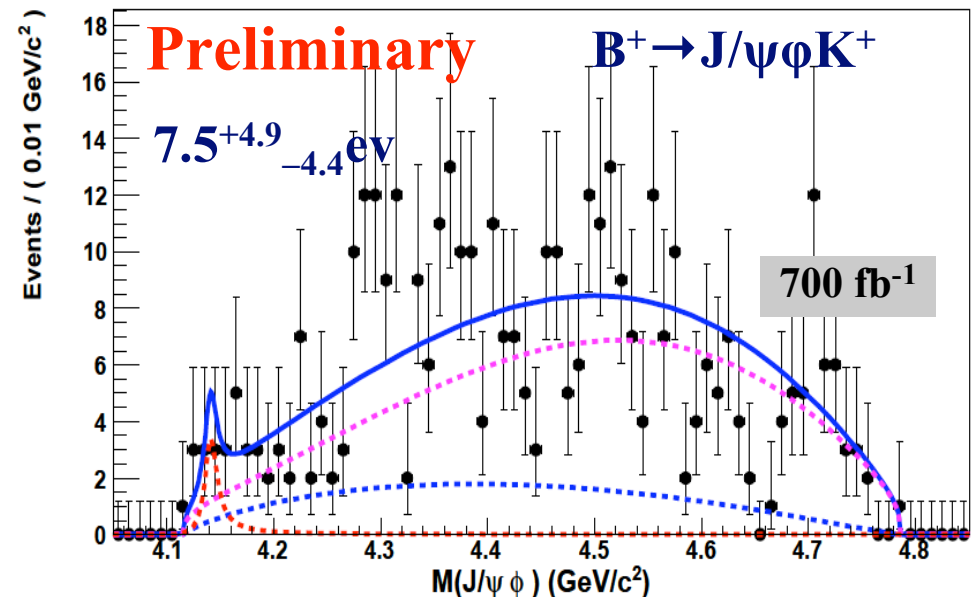 Preliminary
B⁺→J/ψφK⁺
7.5⁺⁴·⁹₋₄.₄ev
700 fb⁻¹
Events / ( 0.01 GeV/c² )
18
16
14
12
10
8
6
4
2
0
4.1 4.2 4.3 4.4 4.5 4.6 4.7 4.8
M(J/ψ φ ) (GeV/c²)